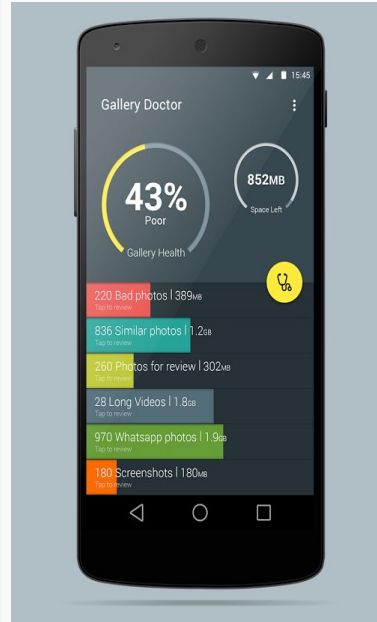 15:45
Gallery Doctor
43%
Poor
Gallery Health
852MB
Space Left
220 Bad photos | 389MB
Tap to review
836 Similar photos | 1.2GB
Tap to review
260 Photos for review | 302MB
Tap to review
28 Long Videos | 1.8GB
Tap to review
970 Whatsapp photos | 1.9GB
Tap to review
180 Screenshots | 180MB
Tap to review